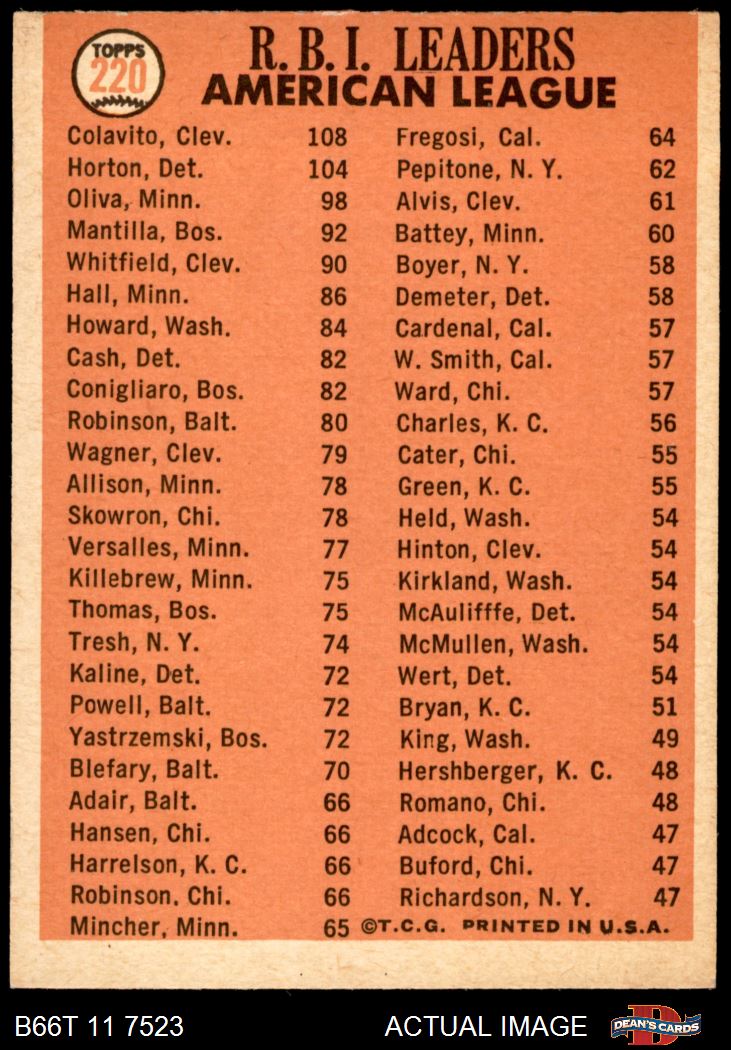 TOPPS
220
R. B. I. LEADERS
AMERICAN LEAGUE
Colavito, Clev. 108
Horton, Det. 104
Oliva, Minn. 98
Mantilla, Bos. 92
Whitfield, Clev. 90
Hall, Minn. 86
Howard, Wash. 84
Cash, Det. 82
Conigliaro, Bos. 82
Robinson, Balt. 80
Wagner, Clev. 79
Allison, Minn. 78
Skowron, Chi. 78
Versalles, Minn. 77
Killebrew, Minn. 75
Thomas, Bos. 75
Tresh, N. Y. 74
Kaline, Det. 72
Powell, Balt. 72
Yastrzemski, Bos. 72
Blefary, Balt. 70
Adair, Balt. 66
Hansen, Chi. 66
Harrelson, K. C. 66
Robinson. Chi. 66
Mincher, Minn. 65
Fregosi, Cal. 64
Pepitone, N. Y. 62
Alvis, Clev. 61
Battey, Minn. 60
Boyer, N. Y. 58
Demeter, Det. 58
Cardenal, Cal. 57
W. Smith, Cal. 57
Ward, Chi. 57
Charles, K. C. 56
Cater, Chi. 55
Green, K. C. 55
Held, Wash. 54
Hinton, Clev. 54
Kirkland, Wash. 54
McAulifffe, Det. 54
McMullen, Wash. 54
Wert, Det. 54
Bryan, K. C. 51
King, Wash. 49
Hershberger, K. C. 48
Romano, Chi. 48
Adcock, Cal. 47
Buford, Chi. 47
Richardson, N. Y. 47
©T.C.G. PRINTED IN U.S.A.
B66T 11 7523
ACTUAL IMAGE
D
DEAN'S CARDS